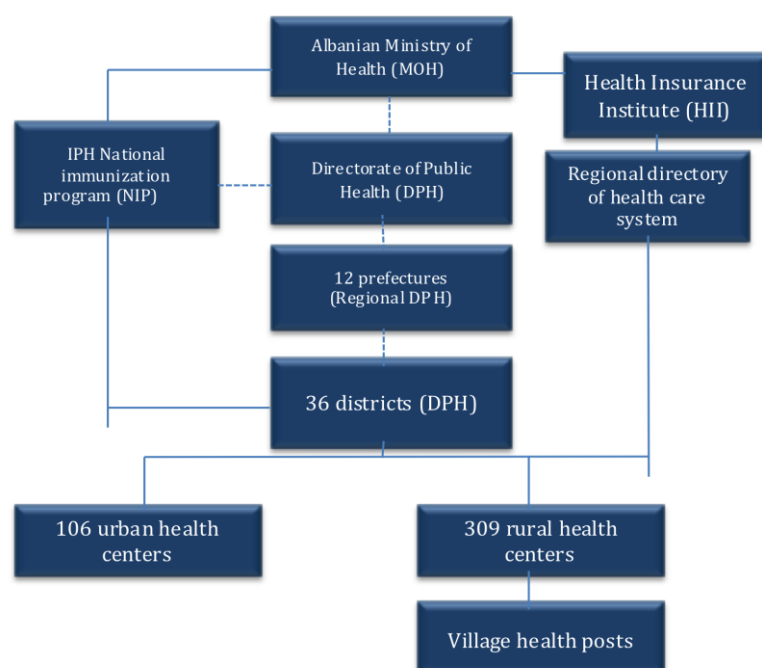 Albanian Ministry of
Health (MOH)
Health Insurance
Institute (HII)
IPH National
immunization
program (NIP)
Directorate of Public
Health (DPH)
Regional directory
of health care
system
12 prefectures
(Regional DPH)
36 districts (DPH)
106 urban health
centers
309 rural health
centers
Village health posts